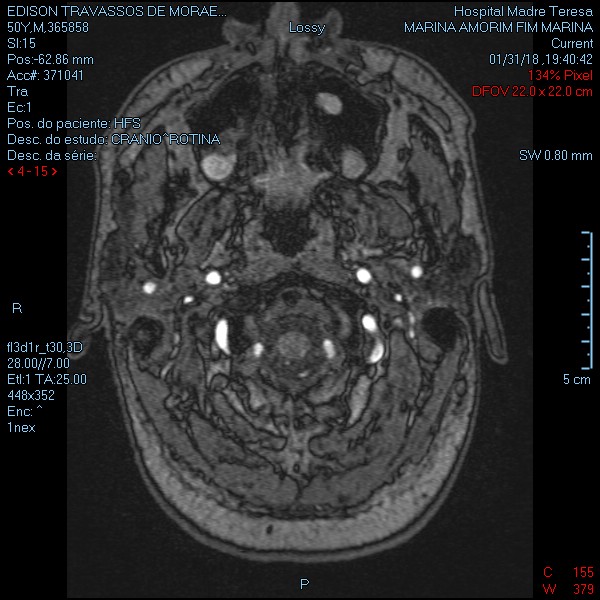 EDISON TRAVASSOS DE MORAE...
50Y,M,365858
Sl:15
Pos:-62.86 mm
Acc#: 371041
Tra
Ec:1
Pos. do paciente: HFS
Desc. do estudo: CRANIO^ROTINA
Desc. da série:
< 4 - 15 >
Lossy
Hospital Madre Teresa
MARINA AMORIM FIM MARINA
Current
01/31/18 ,19:40:42
134% Pixel
DFOV 22.0 x 22.0 cm
SW 0.80 mm
R
fl3d1r_t30,3D
28.00//7.00
Etl:1 TA:25.00
448x352
Enc: ^
1nex
5 cm
P
C 155
W 379